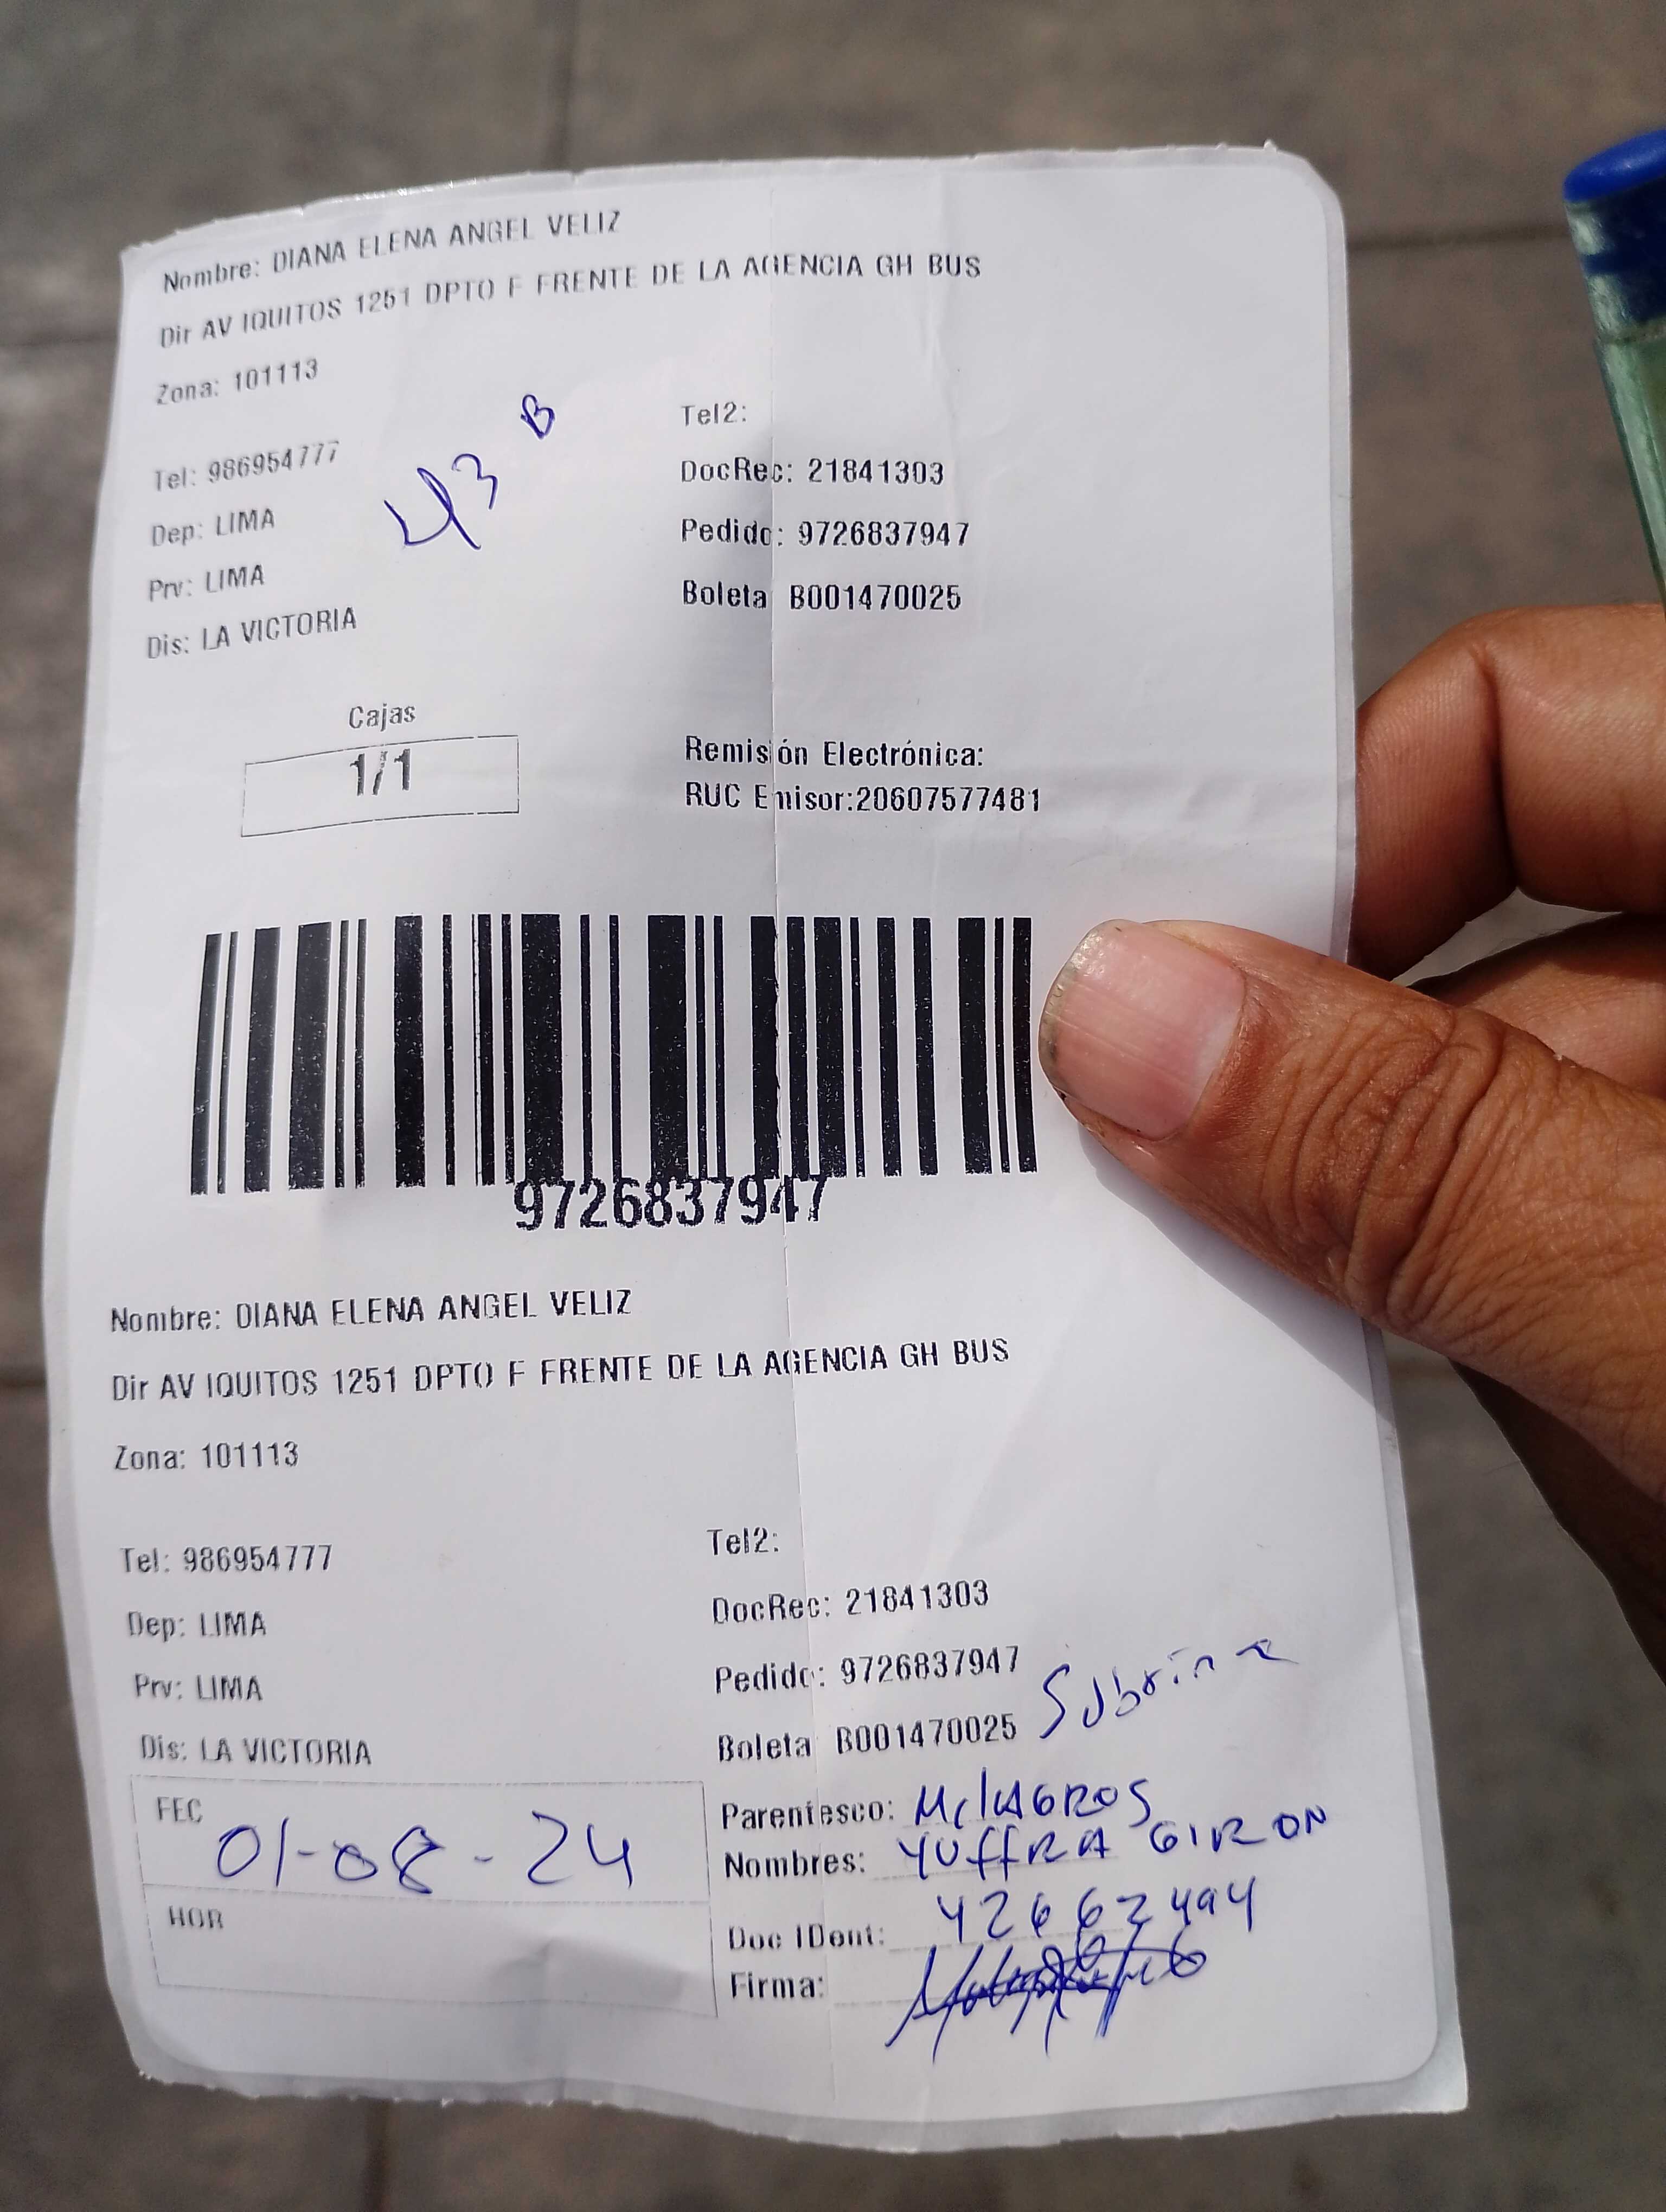 Nombre: DIANA ELENA ANGEL VELIZ
Dir AV IQUITOS 1251 DPTO F FRENTE DE LA AGENCIA GH BUS
Zona: 101113
B
43
Tel: 986954777
Tel2:
Dep: LIMA
DocRec: 21841303
Prv: LIMA
Pedido: 9726837947
Dis: LA VICTORIA
Boleta B001470025
Cajas
1/1
Remisión Electrónica:
RUC Emisor:20607577481
9726837947
Nombre: DIANA ELENA ANGEL VELIZ
Dir AV IQUITOS 1251 DPTO F FRENTE DE LA AGENCIA GH BUS
Zona: 101113
Tel: 986954777
Tel2:
Dep: LIMA
DocRec: 21841303
Prv: LIMA
Pedido: 9726837947
Sobrina
Dis: LA VICTORIA
Boleta B001470025
FEC
01-08-24
HOR
Parentesco: MilAGROS
Nombres: YUffRA GIRON
Doc IDent: 42662494
Firma: